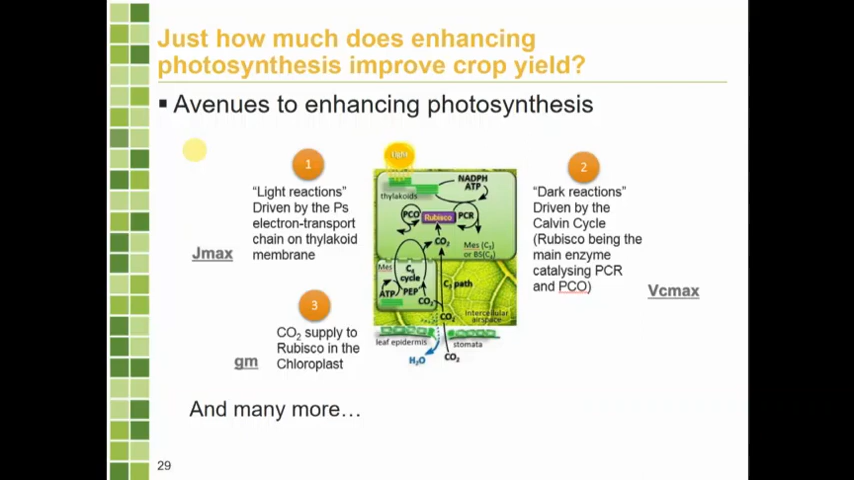 Just how much does enhancing
photosynthesis improve crop yield?
▪ Avenues to enhancing photosynthesis
1
"Light reactions"
Driven by the Ps
electron-transport
chain on thylakoid
membrane
Jmax
3
CO₂ supply to
Rubisco in the
Chloroplast
gm
Light
NADPH
ATP
thylakoids
PCO
Rubisco
PCR
CO₂
Mes (C₃)
or BS(C₄)
Mes
C₄
cycle
ATP
PEP
CO₂
C₃ path
CO₂
Intercellular
airspace
leaf epidermis
stomata
H₂O
CO₂
2
"Dark reactions"
Driven by the
Calvin Cycle
(Rubisco being the
main enzyme
catalysing PCR
and PCO)
Vcmax
And many more…
29